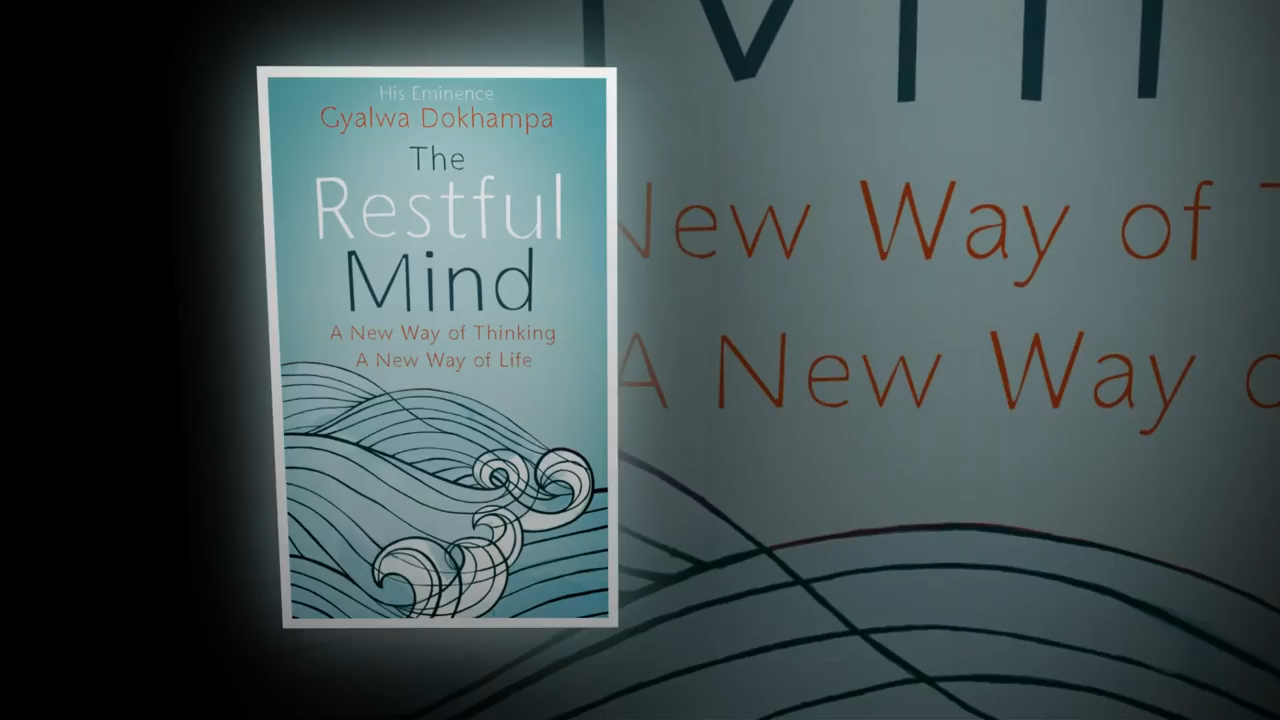 His Eminence
Gyalwa Dokhampa
The
Restful
Mind
A New Way of Thinking
A New Way of Life
New Way of
A New Way